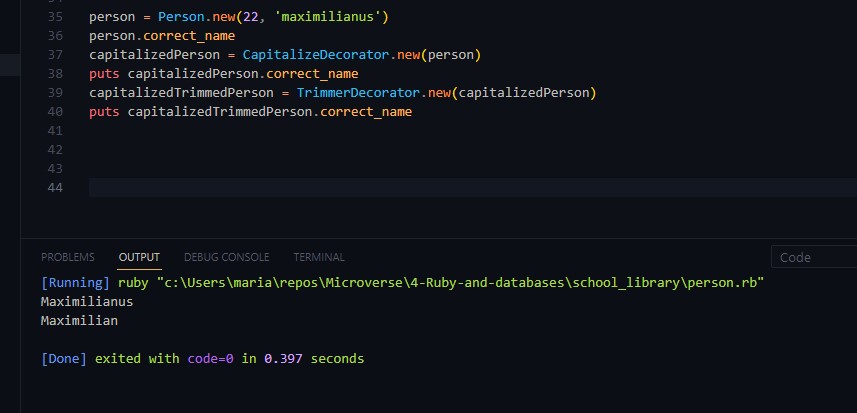 35 person = Person.new(22, 'maximilianus')
36 person.correct_name
37 capitalizedPerson = CapitalizeDecorator.new(person)
38 puts capitalizedPerson.correct_name
39 capitalizedTrimmedPerson = TrimmerDecorator.new(capitalizedPerson)
40 puts capitalizedTrimmedPerson.correct_name
41
42
43
44
PROBLEMS OUTPUT DEBUG CONSOLE TERMINAL Code
[Running] ruby "c:\Users\maria\repos\Microverse\4-Ruby-and-databases\school_library\person.rb"
Maximilianus
Maximilian
[Done] exited with code=0 in 0.397 seconds